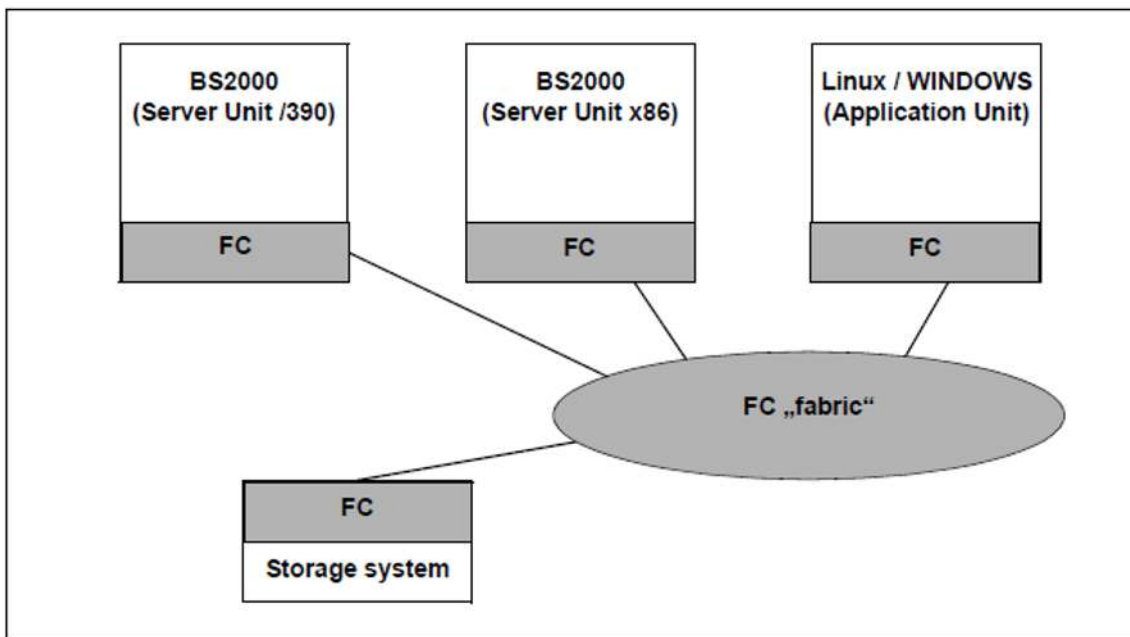 BS2000
(Server Unit /390)
FC
BS2000
(Server Unit x86)
FC
Linux / WINDOWS
(Application Unit)
FC
FC „fabric“
FC
Storage system